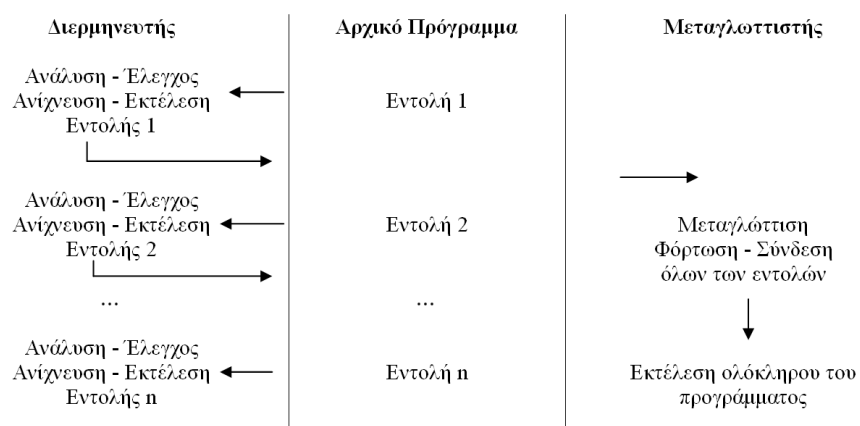 Διερμηνευτής
Αρχικό Πρόγραμμα
Μεταγλωττιστής
Ανάλυση - Έλεγχος
Ανίχνευση - Εκτέλεση
Εντολής 1
Εντολή 1
Ανάλυση - Έλεγχος
Ανίχνευση - Εκτέλεση
Εντολής 2
Εντολή 2
Μεταγλώττιση
Φόρτωση - Σύνδεση
όλων των εντολών
...
...
Ανάλυση - Έλεγχος
Ανίχνευση - Εκτέλεση
Εντολής n
Εντολή n
Εκτέλεση ολόκληρου του
προγράμματος